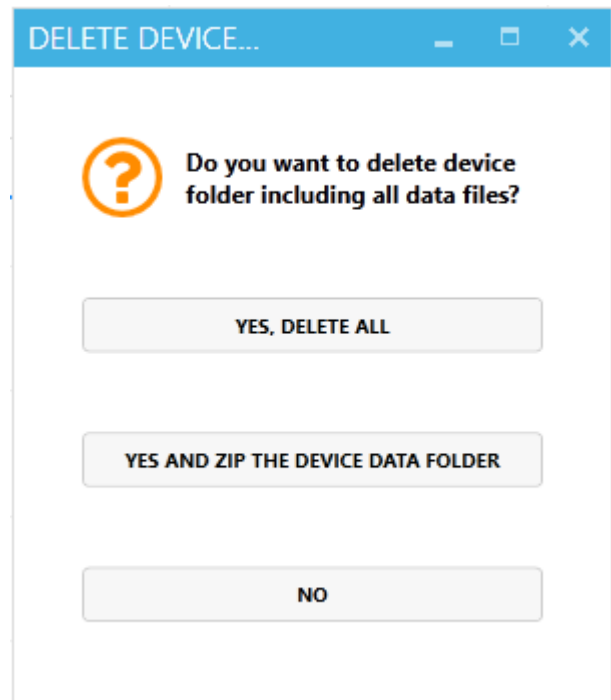 DELETE DEVICE...
Do you want to delete device
folder including all data files?
YES, DELETE ALL
YES AND ZIP THE DEVICE DATA FOLDER
NO